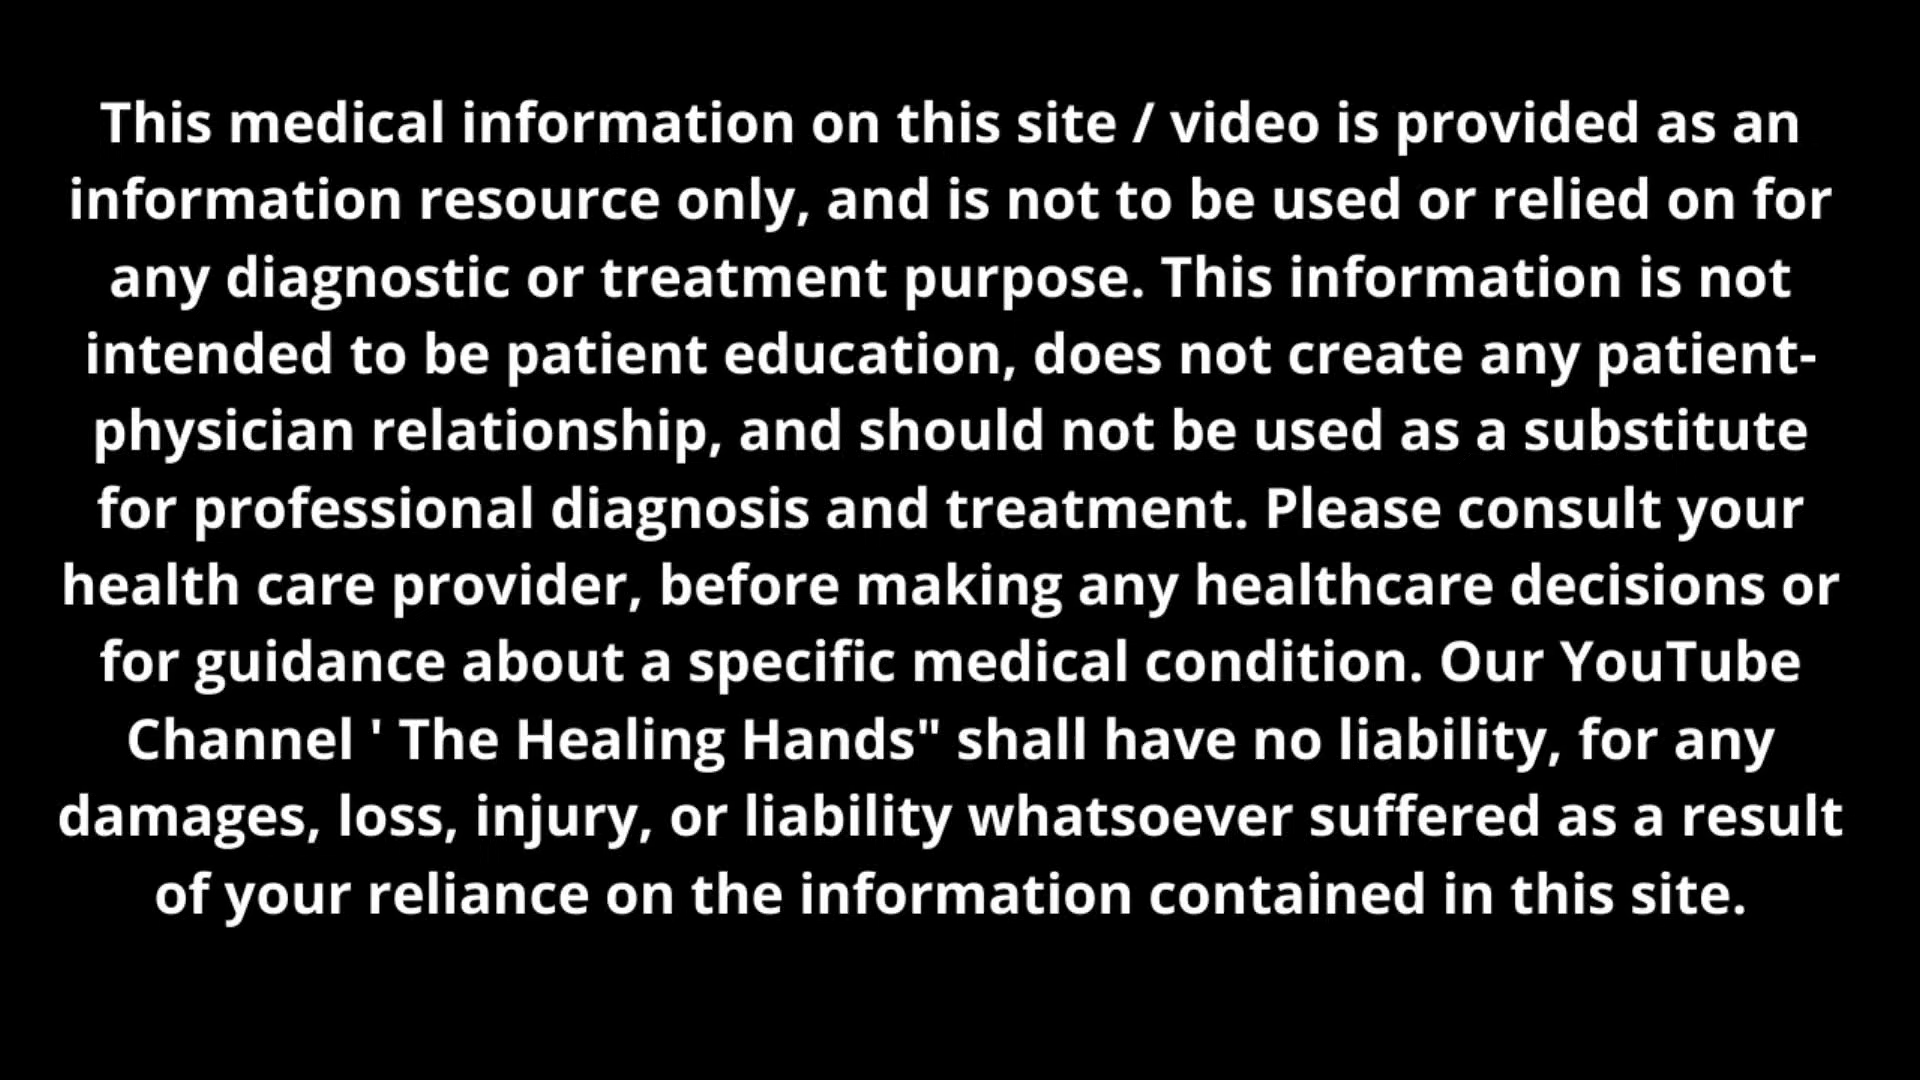 This medical information on this site / video is provided as an
information resource only, and is not to be used or relied on for
any diagnostic or treatment purpose. This information is not
intended to be patient education, does not create any patient-
physician relationship, and should not be used as a substitute
for professional diagnosis and treatment. Please consult your
health care provider, before making any healthcare decisions or
for guidance about a specific medical condition. Our YouTube
Channel ' The Healing Hands" shall have no liability, for any
damages, loss, injury, or liability whatsoever suffered as a result
of your reliance on the information contained in this site.